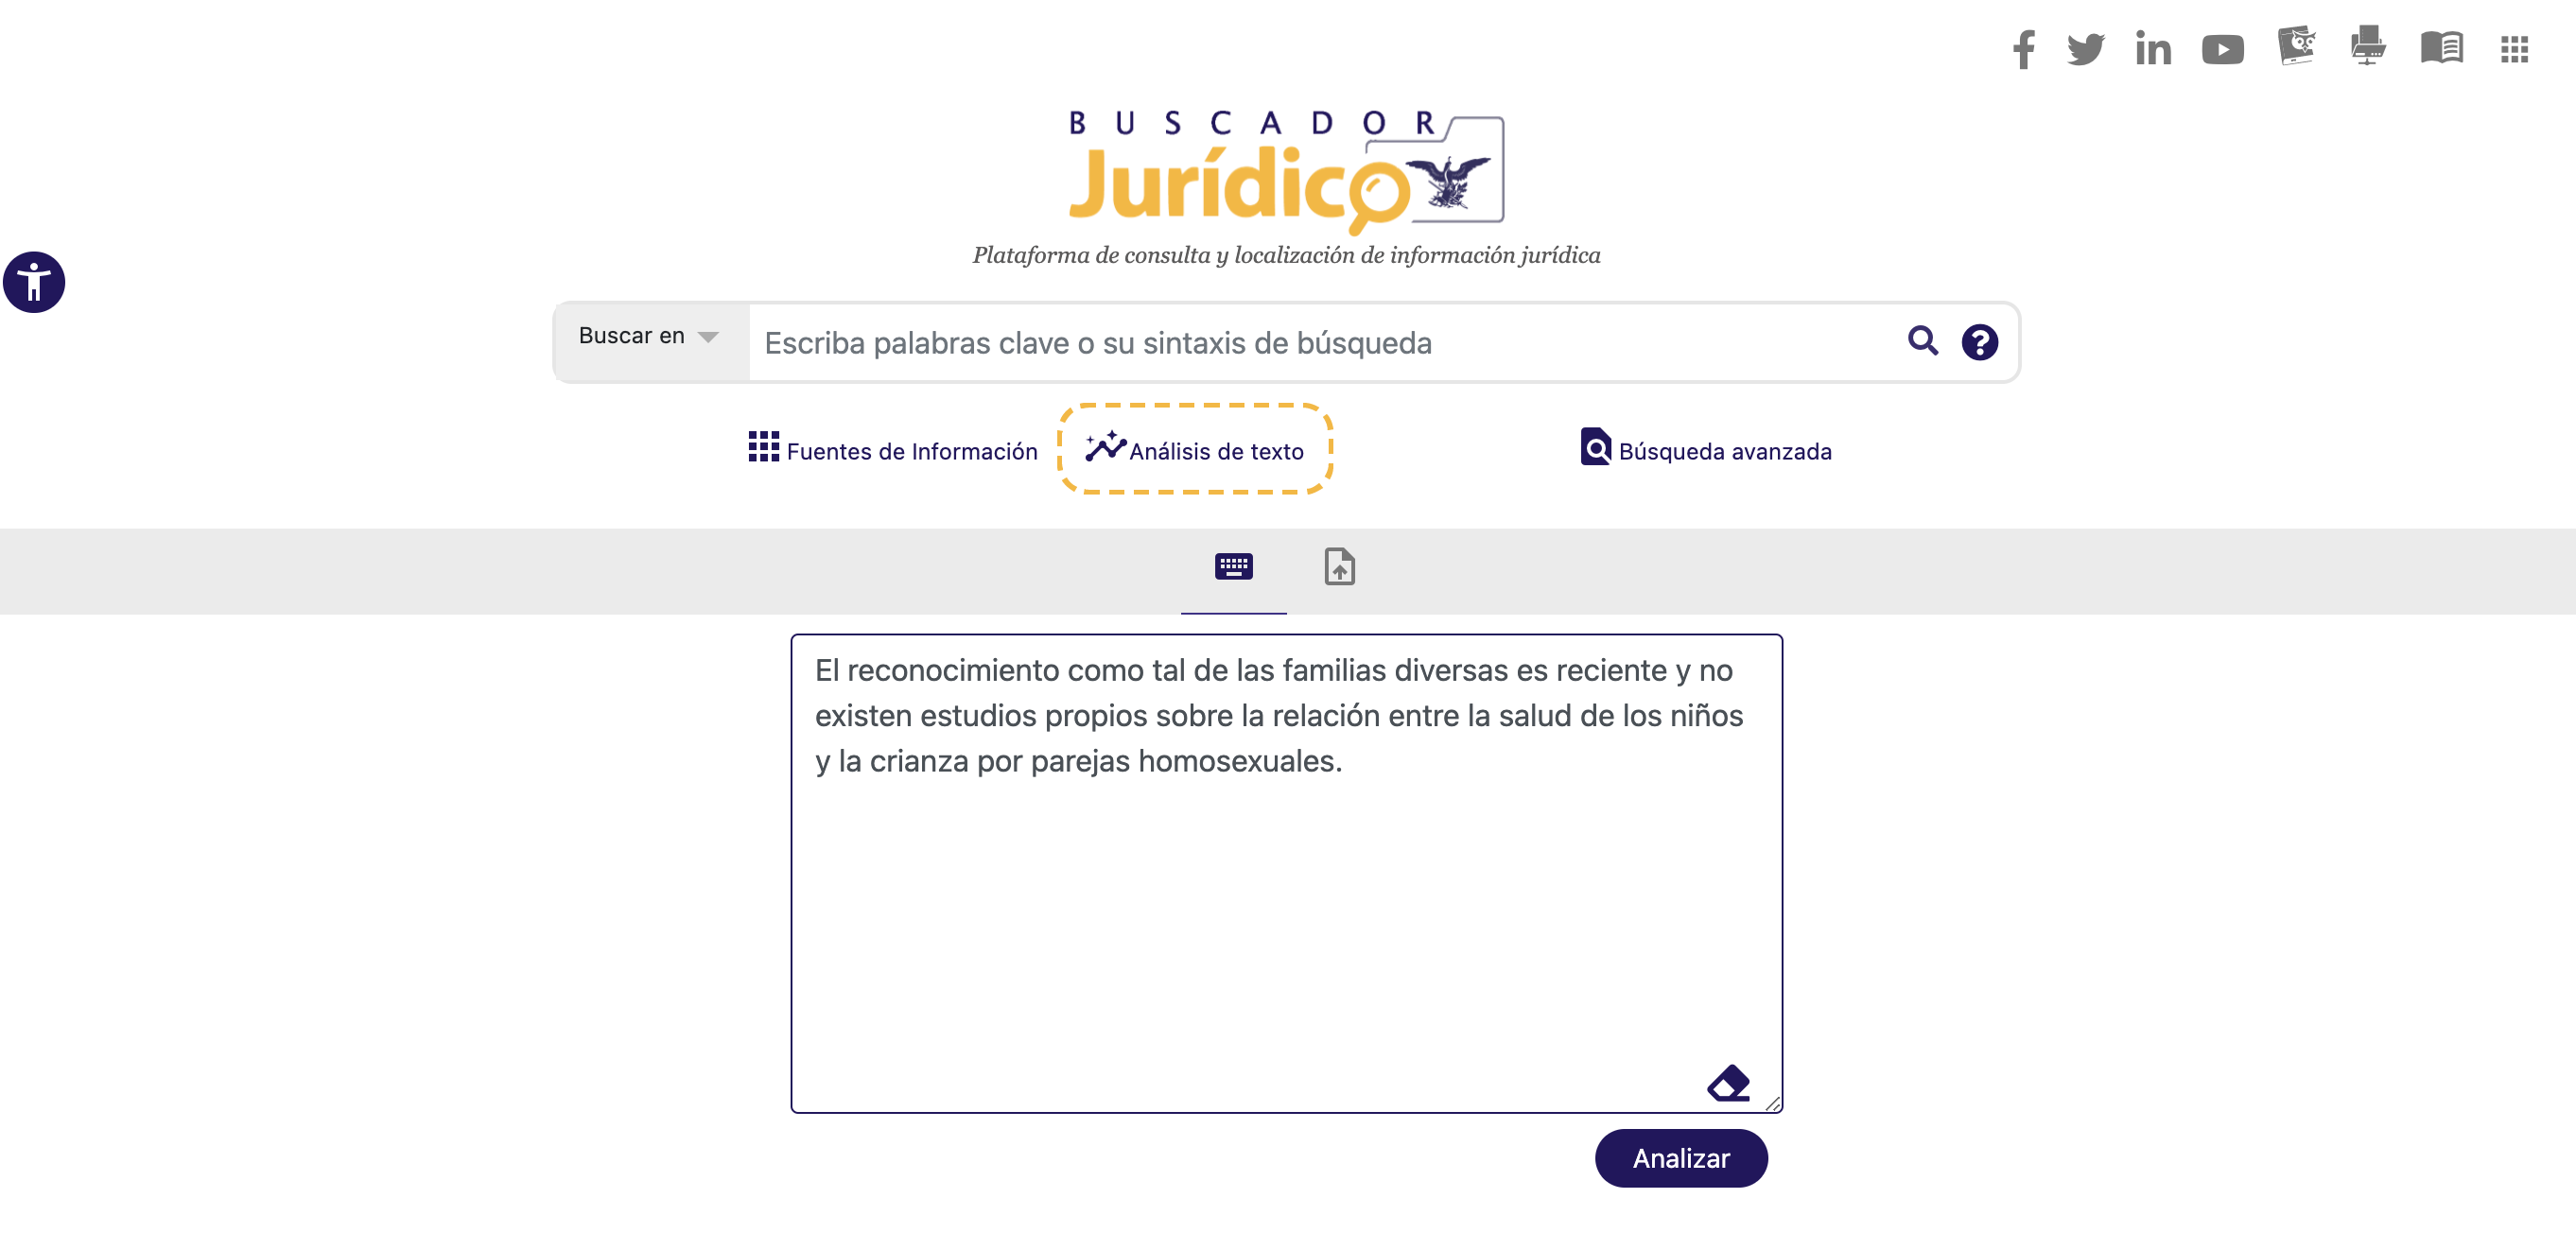 BUSCADOR
Jurídico
Plataforma de consulta y localización de información jurídica
Buscar en
Escriba palabras clave o su sintaxis de búsqueda
Fuentes de Información
Análisis de texto
Búsqueda avanzada
El reconocimiento como tal de las familias diversas es reciente y no
existen estudios propios sobre la relación entre la salud de los niños
y la crianza por parejas homosexuales.
Analizar